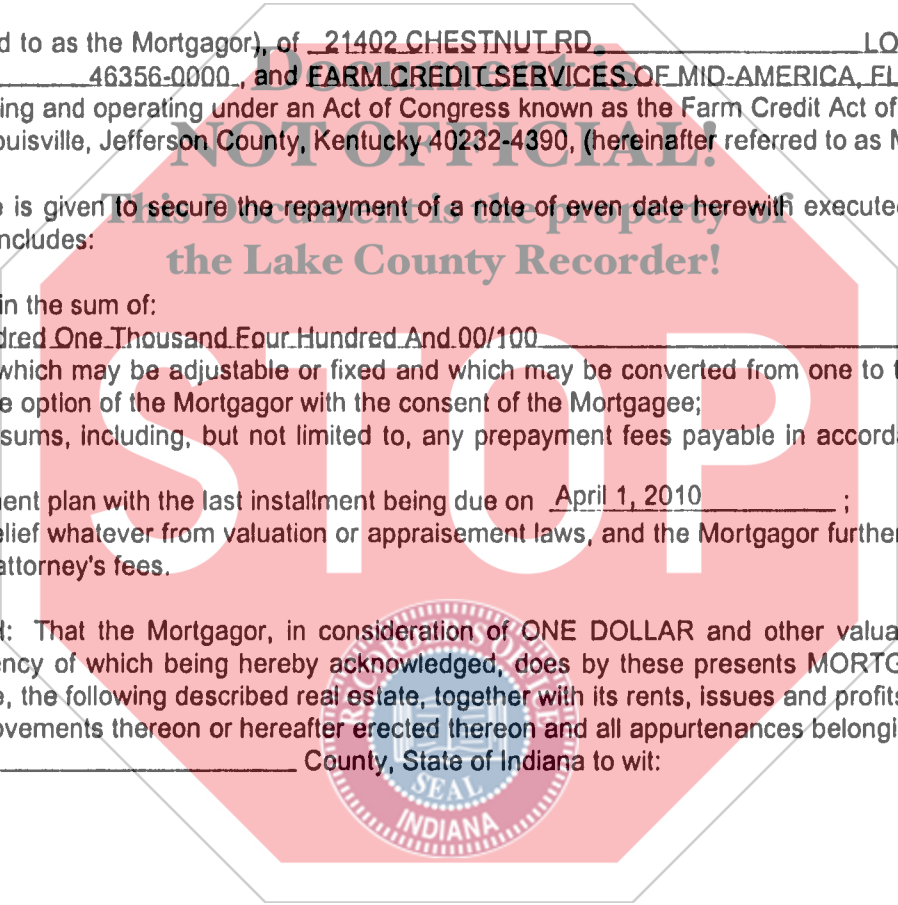 d to as the Mortgagor), of 21402 CHESTNUT RD LO
46356-0000 , and FARM CREDIT SERVICES OF MID-AMERICA, FL
ing and operating under an Act of Congress known as the Farm Credit Act of
ouisville, Jefferson County, Kentucky 40232-4390, (hereinafter referred to as M
Document is
NOT OFFICIAL!
This Document is the property of
the Lake County Recorder!
e is given to secure the repayment of a note of even date herewith executed
ncludes:
in the sum of:
dred One Thousand Four Hundred And 00/100
which may be adjustable or fixed and which may be converted from one to t
e option of the Mortgagor with the consent of the Mortgagee;
sums, including, but not limited to, any prepayment fees payable in accorda
STOP
ent plan with the last installment being due on April 1, 2010 ;
elief whatever from valuation or appraisement laws, and the Mortgagor further
attorney's fees.
: That the Mortgagor, in consideration of ONE DOLLAR and other valua
ency of which being hereby acknowledged, does by these presents MORTG
e, the following described real estate, together with its rents, issues and profits
ovements thereon or hereafter erected thereon and all appurtenances belongi
County, State of Indiana to wit:
SEAL
INDIANA